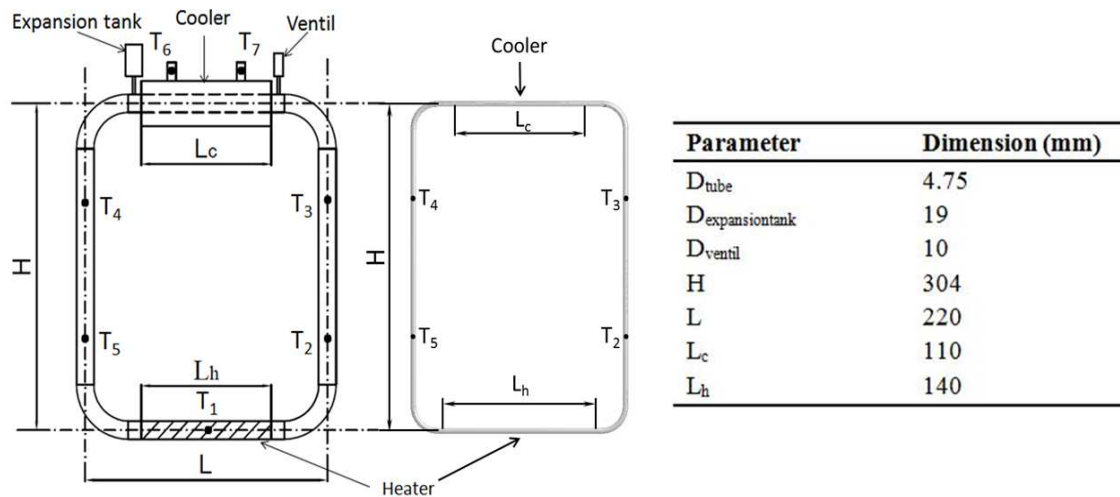 Expansion tank
Cooler
Ventil
T6
T7
Lc
T4
T3
H
T5
T2
Lh
T1
L
Heater
Cooler
Lc
T4
T3
H
T5
T2
Lh
Parameter Dimension (mm)
Dtube 4.75
Dexpansiontank 19
Dventil 10
H 304
L 220
Lc 110
Lh 140